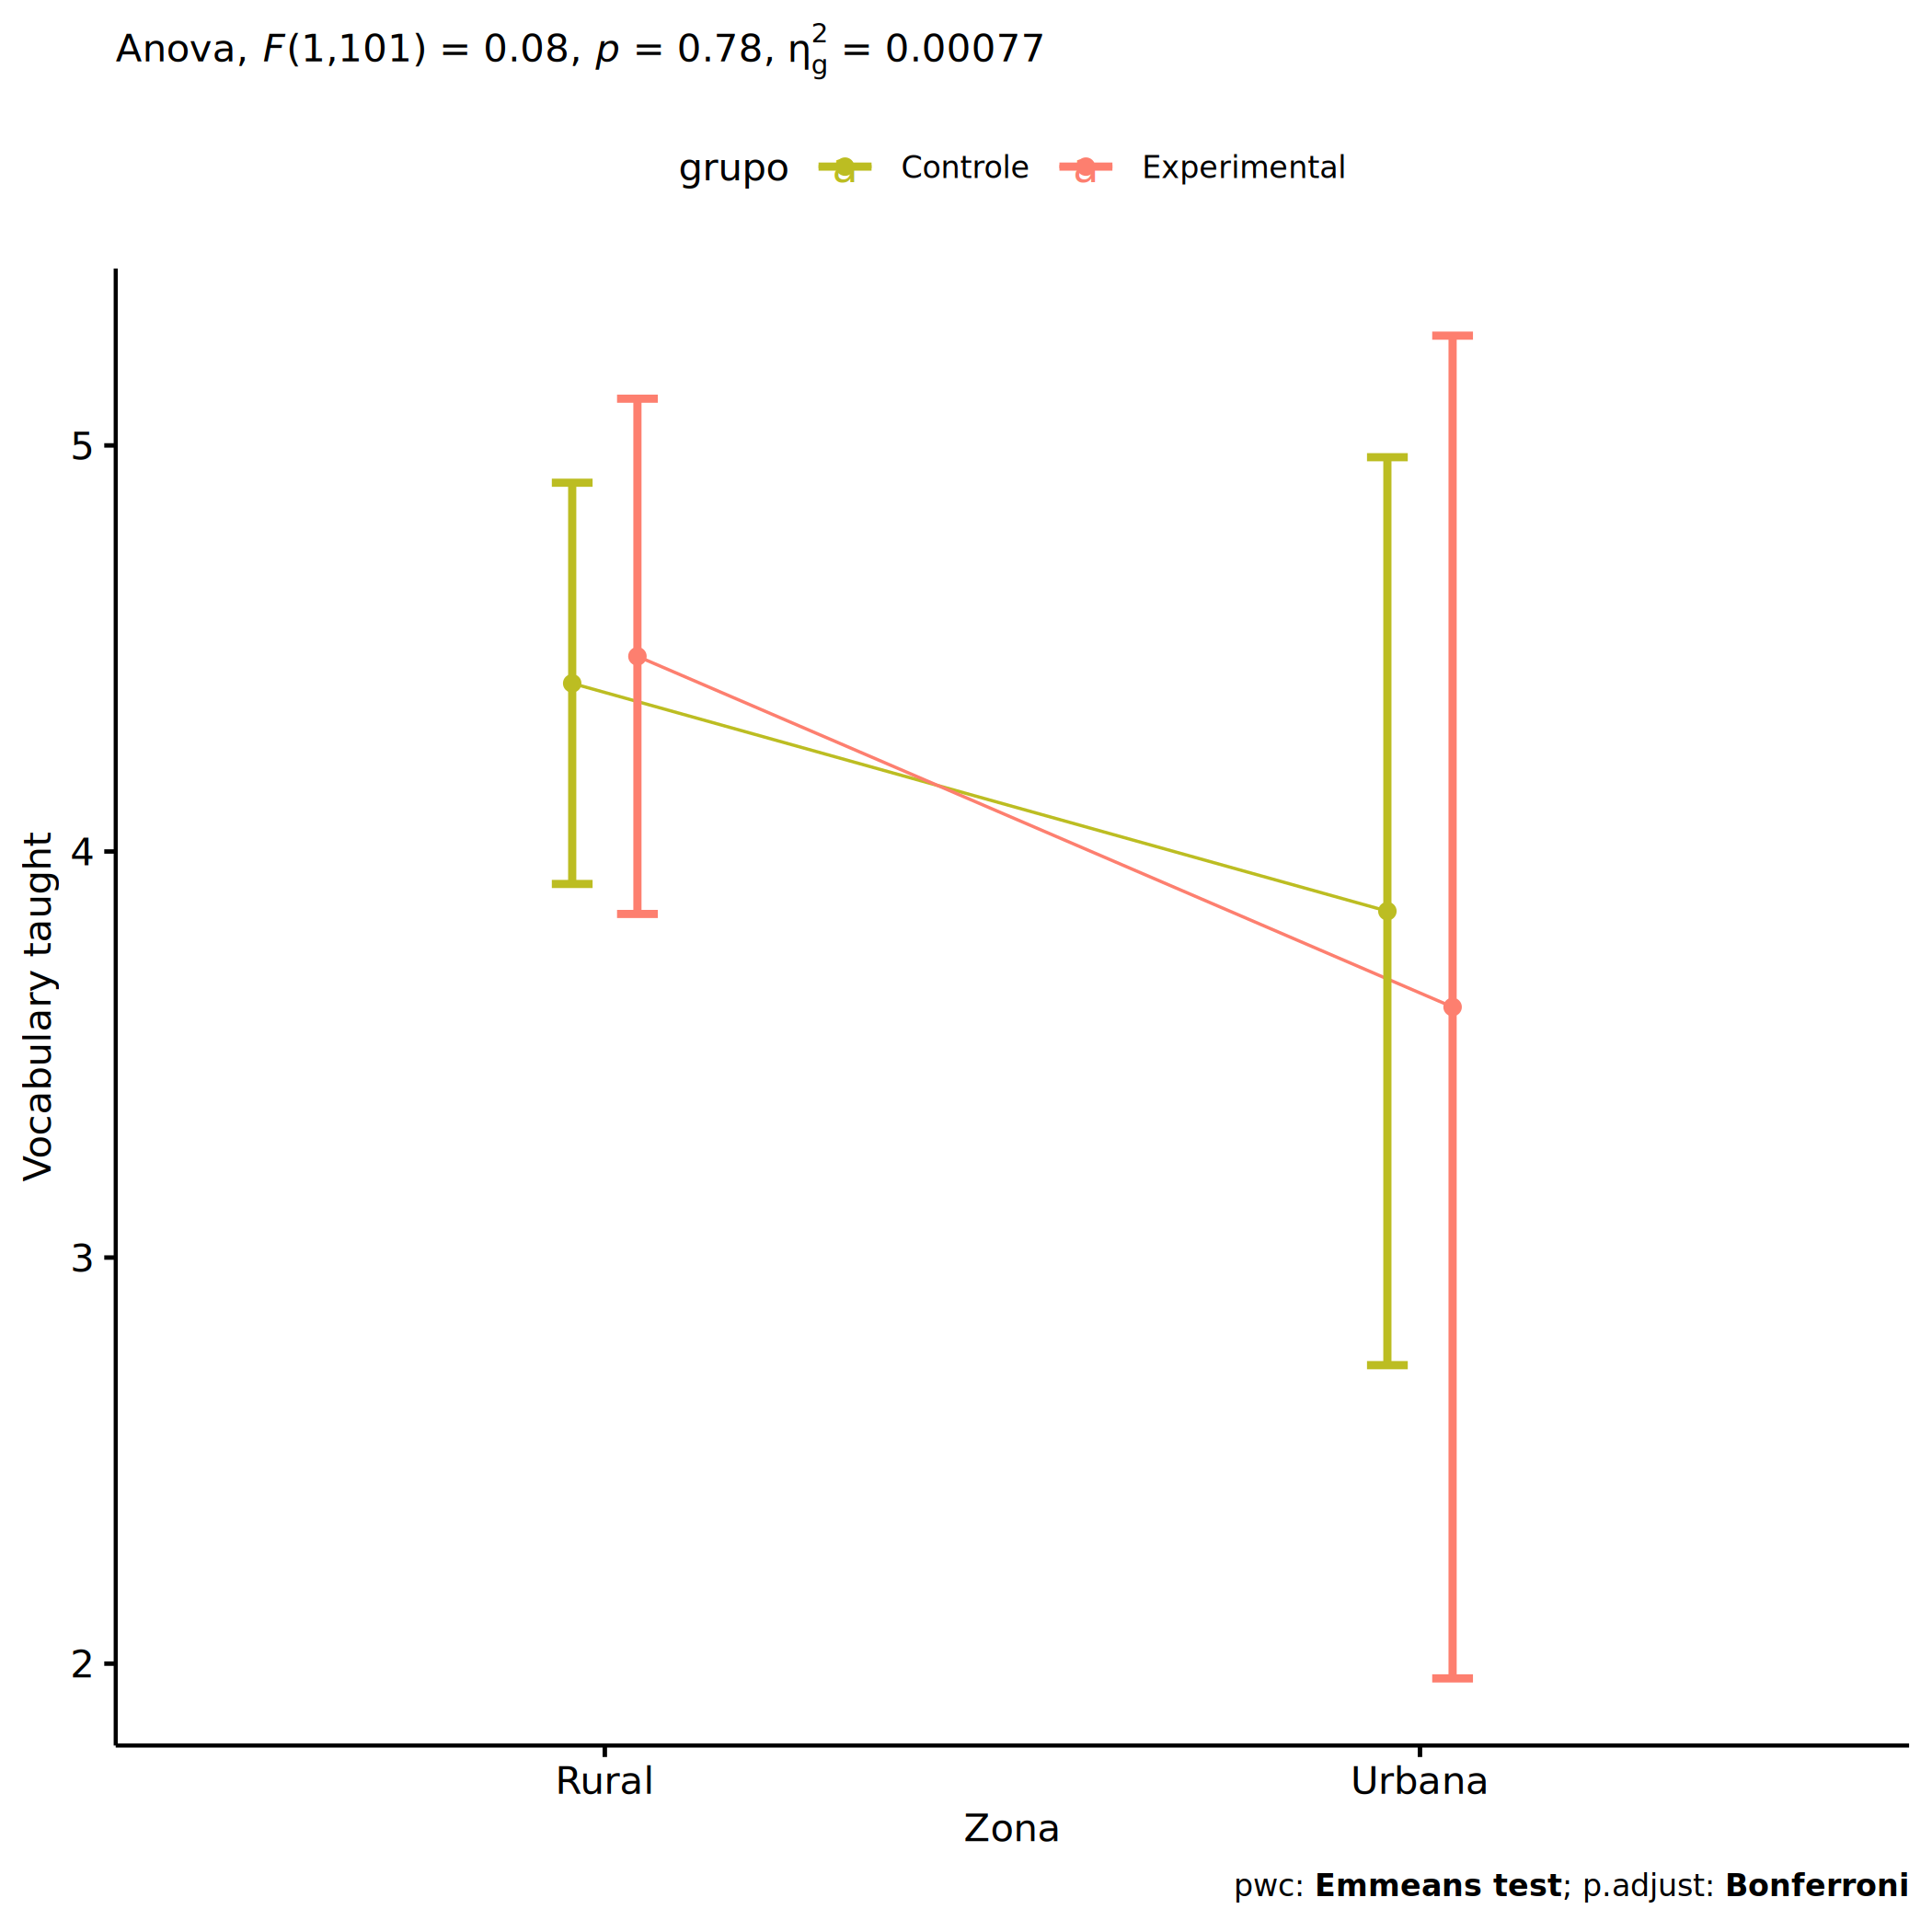 Anova, F(1,101) = 0.08, p = 0.78, η²g = 0.00077
grupo a Controle a Experimental
5
4
3
2
Vocabulary taught
Rural Urbana
Zona
pwc: Emmeans test; p.adjust: Bonferroni